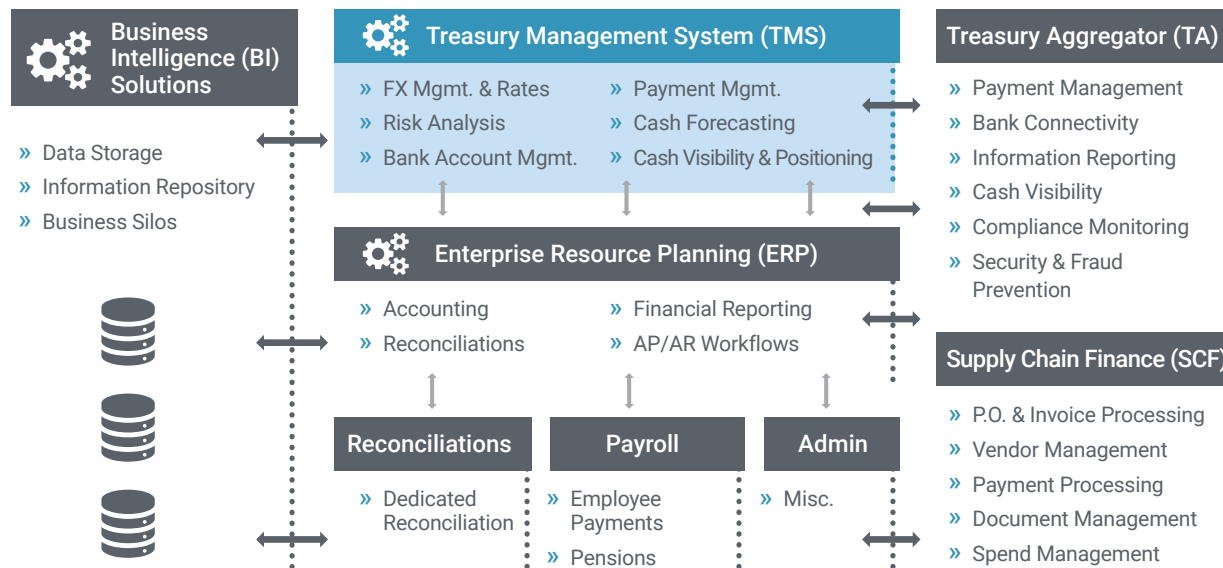 Business
Intelligence (BI)
Solutions
» Data Storage
» Information Repository
» Business Silos
Treasury Management System (TMS)
» FX Mgmt. & Rates
» Risk Analysis
» Bank Account Mgmt.
» Payment Mgmt.
» Cash Forecasting
» Cash Visibility & Positioning
Enterprise Resource Planning (ERP)
» Accounting
» Reconciliations
» Financial Reporting
» AP/AR Workflows
Reconciliations
» Dedicated
Reconciliation
Payroll
» Employee
Payments
» Pensions
Admin
» Misc.
Treasury Aggregator (TA)
» Payment Management
» Bank Connectivity
» Information Reporting
» Cash Visibility
» Compliance Monitoring
» Security & Fraud
Prevention
Supply Chain Finance (SCF)
» P.O. & Invoice Processing
» Vendor Management
» Payment Processing
» Document Management
» Spend Management